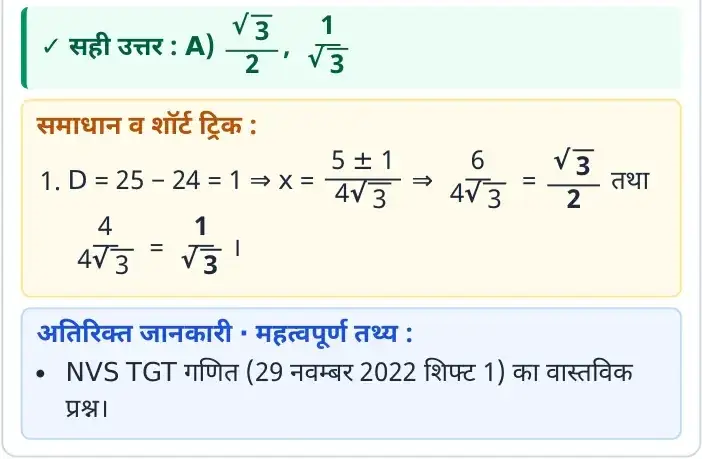 ✓ सही उत्तर : A) √3/2, 1/√3
समाधान व शॉर्ट ट्रिक :
1. D = 25 – 24 = 1 ⇒ x = (5 ± 1)/(4√3) ⇒ 6/(4√3) = √3/2 तथा
4/(4√3) = 1/√3 ।
अतिरिक्त जानकारी · महत्वपूर्ण तथ्य :
• NVS TGT गणित (29 नवम्बर 2022 शिफ्ट 1) का वास्तविक
प्रश्न।